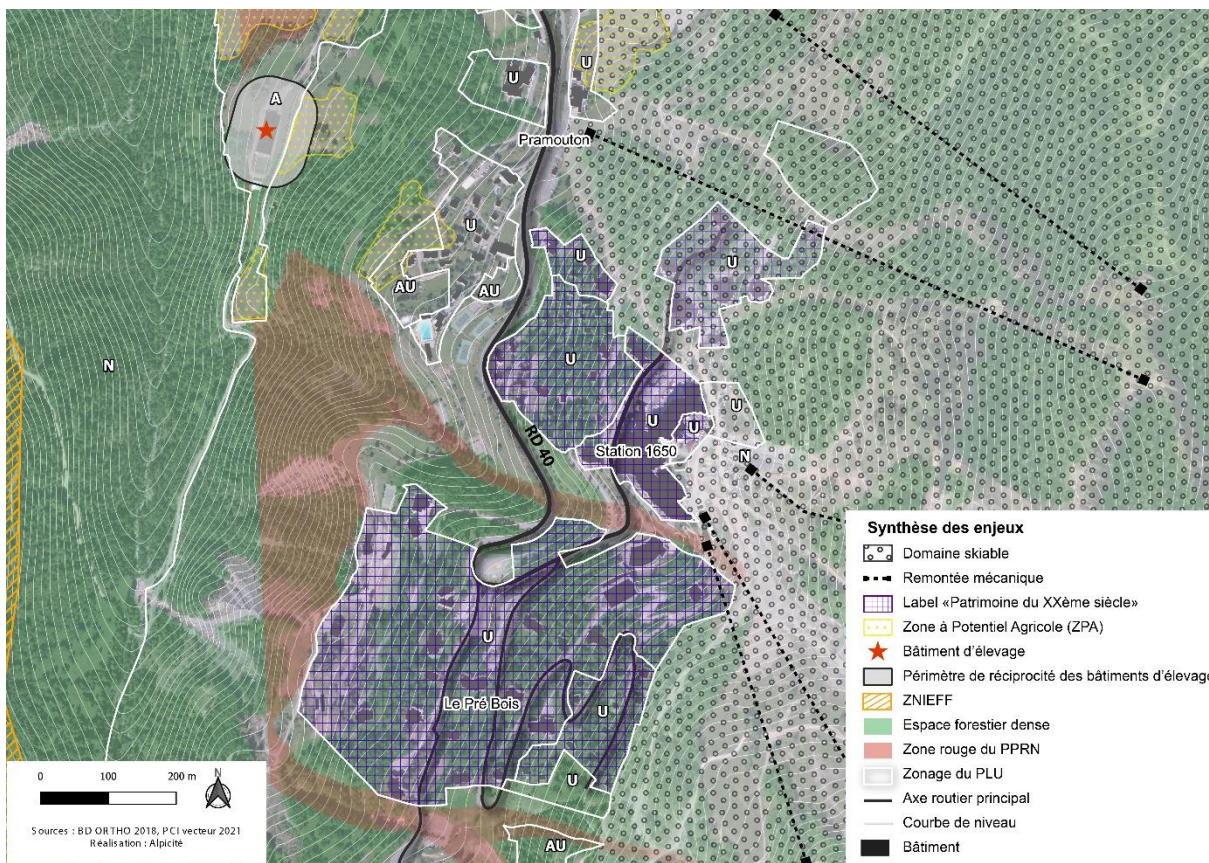 U
U
A
Pramouton
U
U
U
AU
AU
N
U
U
U
RD 40
U
Station 1650
N
U
Le Pré Bois
U
U
AU
0 100 200 m
N
Sources : BD ORTHO 2018, PCI vecteur 2021
Réalisation : Alpicité
Synthèse des enjeux
Domaine skiable
Remontée mécanique
Label «Patrimoine du XXème siècle»
Zone à Potentiel Agricole (ZPA)
Bâtiment d'élevage
Périmètre de réciprocité des bâtiments d'élevage
ZNIEFF
Espace forestier dense
Zone rouge du PPRN
Zonage du PLU
Axe routier principal
Courbe de niveau
Bâtiment